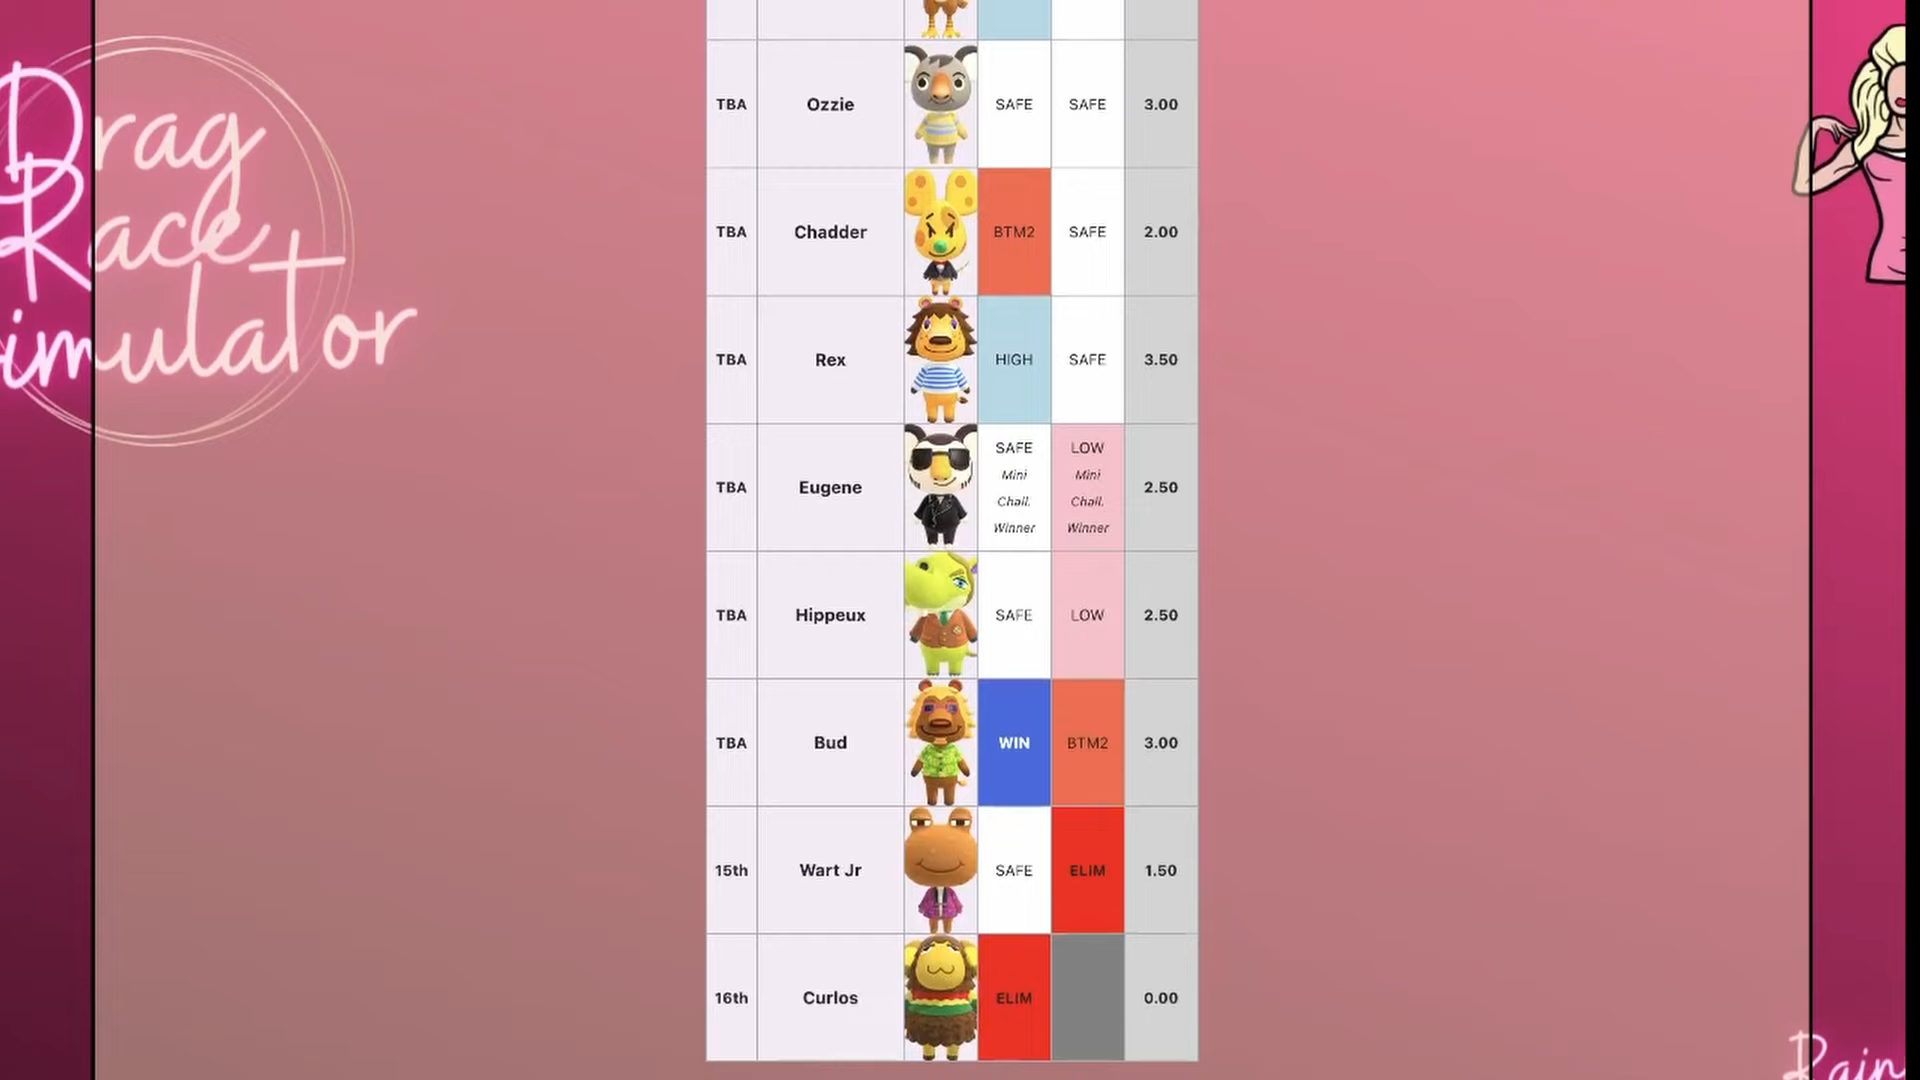 Drag
Race
Simulator
TBA Ozzie SAFE SAFE 3.00
TBA Chadder BTM2 SAFE 2.00
TBA Rex HIGH SAFE 3.50
TBA Eugene SAFE Mini Chall. Winner LOW Mini Chall. Winner 2.50
TBA Hippeux SAFE LOW 2.50
TBA Bud WIN BTM2 3.00
15th Wart Jr SAFE ELIM 1.50
16th Curlos ELIM 0.00
Rain